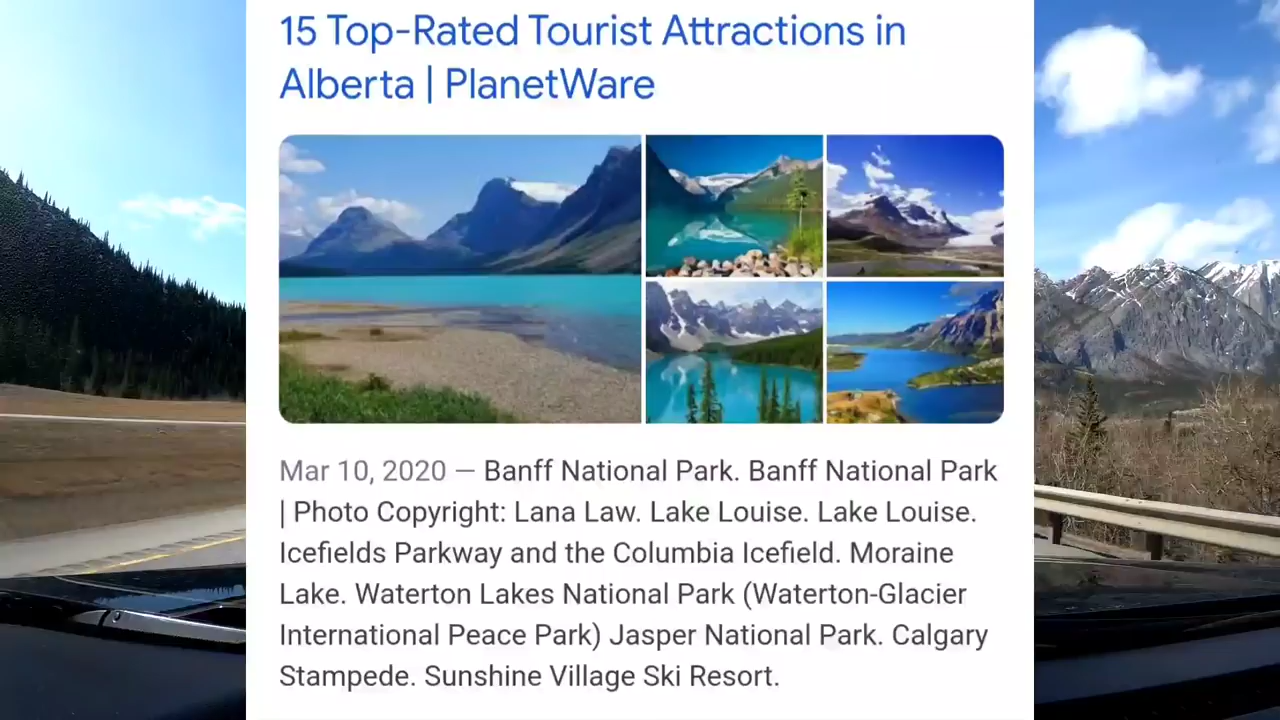 15 Top-Rated Tourist Attractions in
Alberta | PlanetWare
Mar 10, 2020 — Banff National Park. Banff National Park
| Photo Copyright: Lana Law. Lake Louise. Lake Louise.
Icefields Parkway and the Columbia Icefield. Moraine
Lake. Waterton Lakes National Park (Waterton-Glacier
International Peace Park) Jasper National Park. Calgary
Stampede. Sunshine Village Ski Resort.